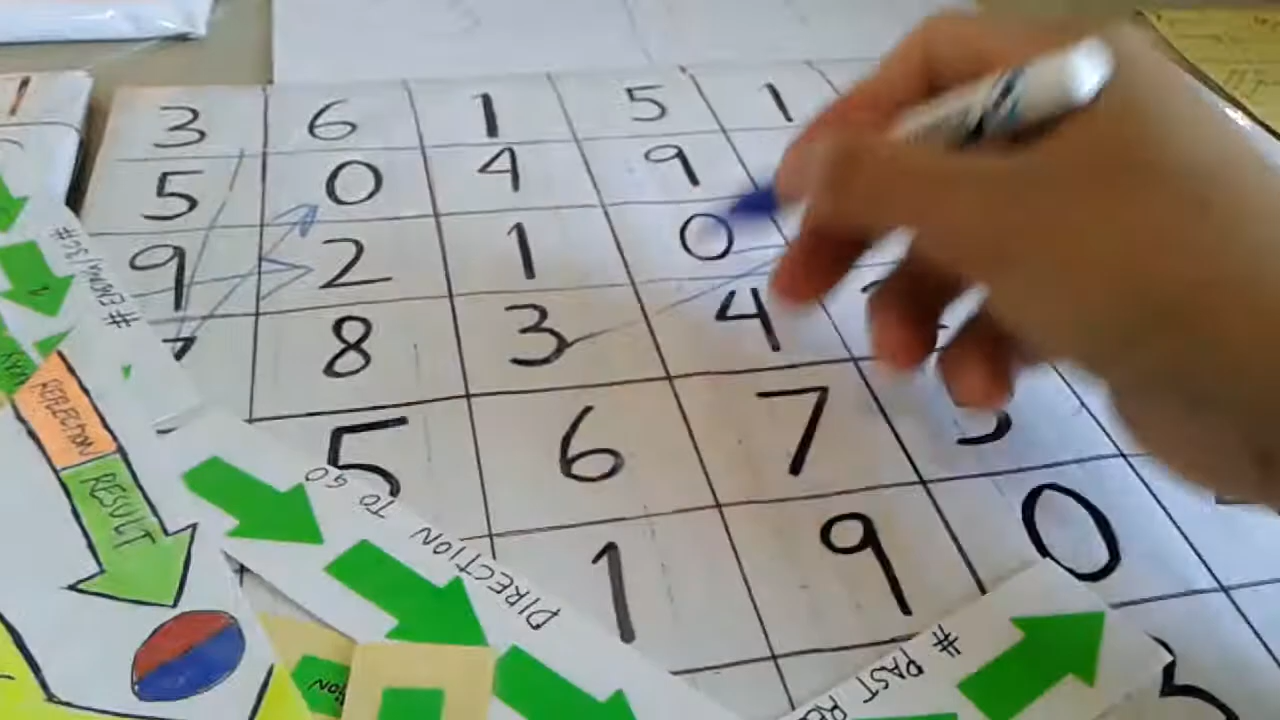 3 6 1 5 1
5 0 4 9
9 2 1 0
8 3 4
5 6 7
1 9 0
REFLECTION
RESULT
DIRECTION TO GO
# PAST